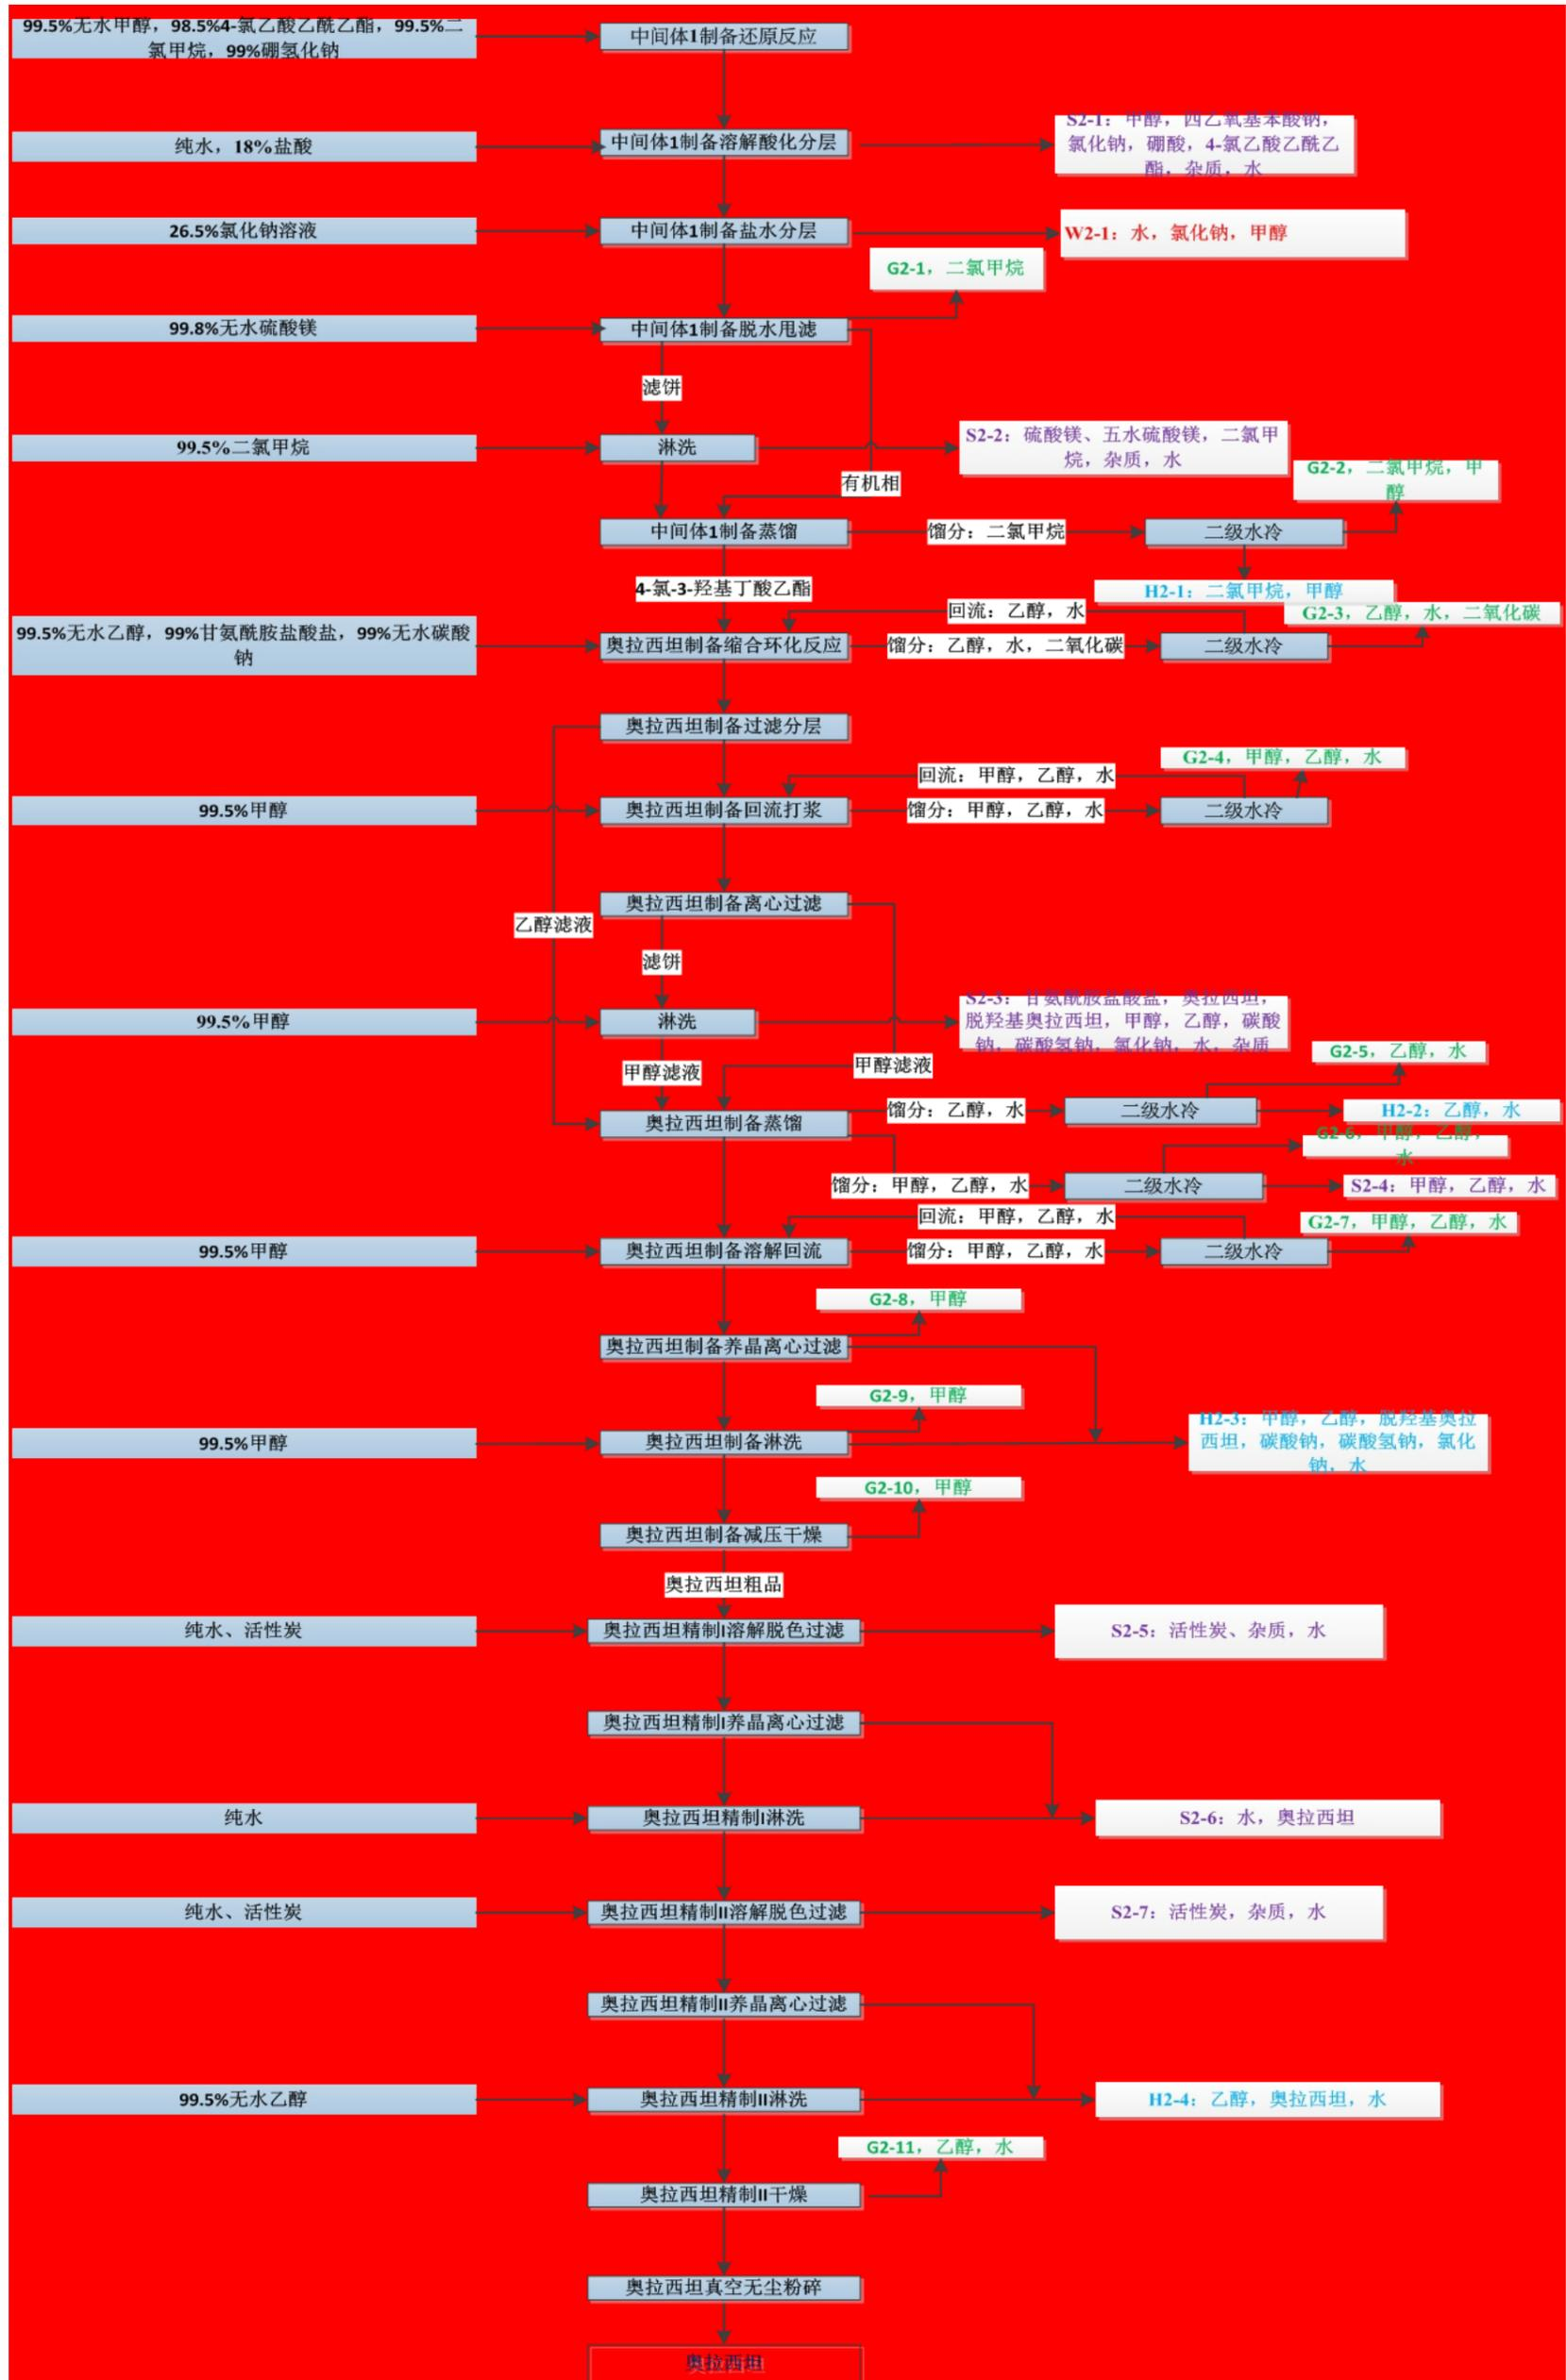 99.5%无水甲醇，98.5%4-氯乙酸乙酰乙酯，99.5%二
氯甲烷，99%硼氢化钠
中间体1制备还原反应
纯水，18%盐酸
中间体1制备溶解酸化分层
S2-1：甲醇，四乙氧基苯酸钠，
氯化钠，硼酸，4-氯乙酸乙酰乙
酯，杂质，水
26.5%氯化钠溶液
中间体1制备盐水分层
W2-1：水，氯化钠，甲醇
G2-1，二氯甲烷
99.8%无水硫酸镁
中间体1制备脱水甩滤
滤饼
99.5%二氯甲烷
淋洗
S2-2：硫酸镁、五水硫酸镁，二氯甲
烷，杂质，水
有机相
G2-2，二氯甲烷，甲
醇
中间体1制备蒸馏
馏分：二氯甲烷
二级水冷
4-氯-3-羟基丁酸乙酯
H2-1：二氯甲烷，甲醇
回流：乙醇，水
G2-3，乙醇，水，二氧化碳
99.5%无水乙醇，99%甘氨酰胺盐酸盐，99%无水碳酸
钠
奥拉西坦制备缩合环化反应
馏分：乙醇，水，二氧化碳
二级水冷
奥拉西坦制备过滤分层
回流：甲醇，乙醇，水
G2-4，甲醇，乙醇，水
99.5%甲醇
奥拉西坦制备回流打浆
馏分：甲醇，乙醇，水
二级水冷
奥拉西坦制备离心过滤
乙醇滤液
滤饼
99.5%甲醇
淋洗
S2-3：甘氨酰胺盐酸盐，奥拉西坦，
脱羟基奥拉西坦，甲醇，乙醇，碳酸
钠，碳酸氢钠，氯化钠，水，杂质
甲醇滤液
甲醇滤液
G2-5，乙醇，水
奥拉西坦制备蒸馏
馏分：乙醇，水
二级水冷
H2-2：乙醇，水
G2-6，甲醇，乙醇，
水
馏分：甲醇，乙醇，水
二级水冷
S2-4：甲醇，乙醇，水
回流：甲醇，乙醇，水
G2-7，甲醇，乙醇，水
99.5%甲醇
奥拉西坦制备溶解回流
馏分：甲醇，乙醇，水
二级水冷
G2-8，甲醇
奥拉西坦制备养晶离心过滤
G2-9，甲醇
99.5%甲醇
奥拉西坦制备淋洗
H2-3：甲醇，乙醇，脱羟基奥拉
西坦，碳酸钠，碳酸氢钠，氯化
钠，水
G2-10，甲醇
奥拉西坦制备减压干燥
奥拉西坦粗品
纯水、活性炭
奥拉西坦精制I溶解脱色过滤
S2-5：活性炭、杂质，水
奥拉西坦精制I养晶离心过滤
纯水
奥拉西坦精制I淋洗
S2-6：水，奥拉西坦
纯水、活性炭
奥拉西坦精制II溶解脱色过滤
S2-7：活性炭，杂质，水
奥拉西坦精制II养晶离心过滤
99.5%无水乙醇
奥拉西坦精制II淋洗
H2-4：乙醇，奥拉西坦，水
G2-11，乙醇，水
奥拉西坦精制II干燥
奥拉西坦真空无尘粉碎
奥拉西坦